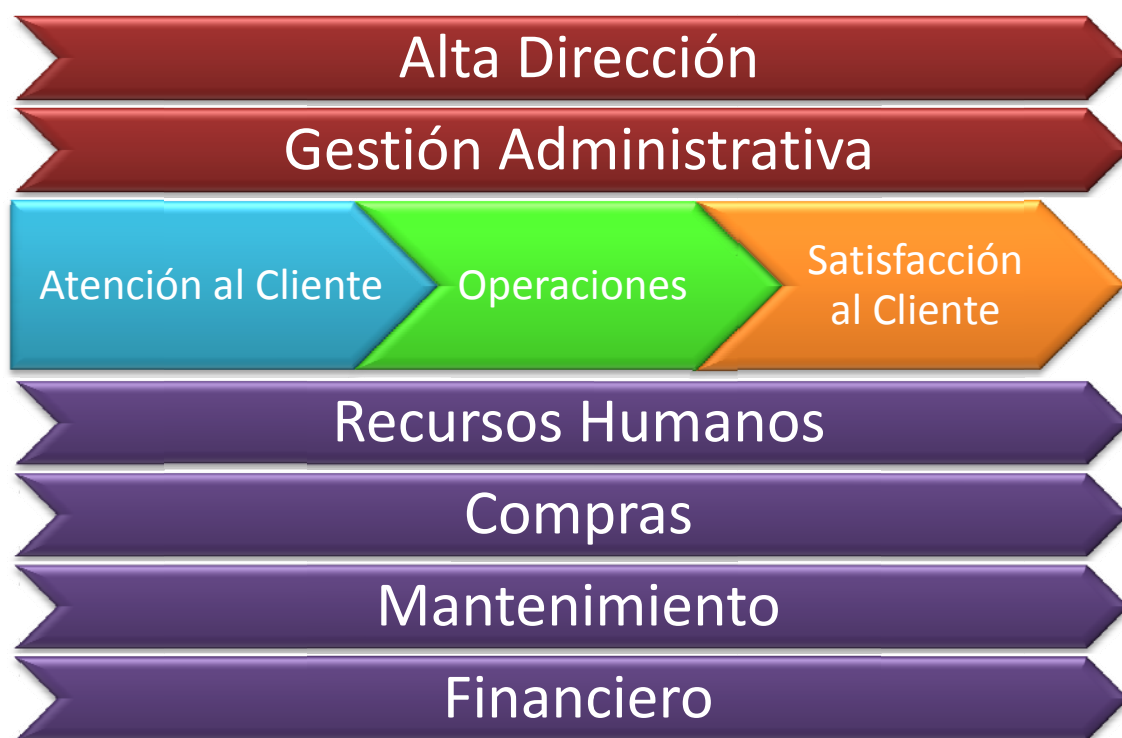 Alta Dirección
Gestión Administrativa
Atención al Cliente
Operaciones
Satisfacción
al Cliente
Recursos Humanos
Compras
Mantenimiento
Financiero